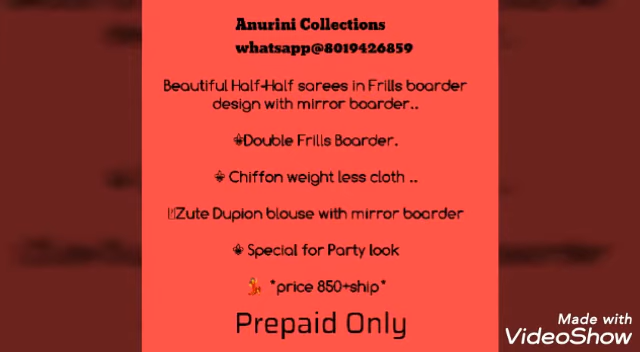 Anurini Collections
whatsapp@8019426859
Beautiful Half-Half sarees in Frills boarder
design with mirror boarder..
⚜Double Frills Boarder.
⚜ Chiffon weight less cloth ..
Zute Dupion blouse with mirror boarder
⚜ Special for Party look
💃 *price 850+ship*
Prepaid Only
Made with
VideoShow